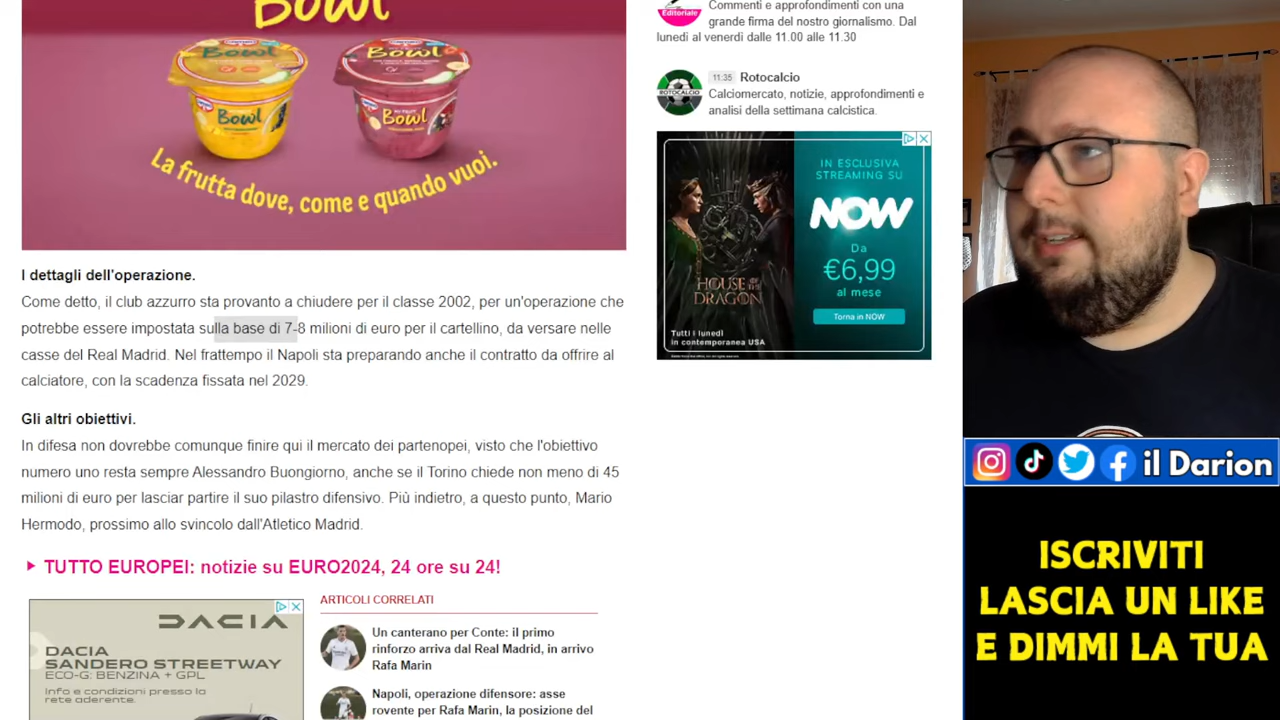 Bowl
Bowl
Bowl
Bowl
Bowl
La frutta dove, come e quando vuoi.
I dettagli dell'operazione.
Come detto, il club azzurro sta provanto a chiudere per il classe 2002, per un'operazione che
potrebbe essere impostata sulla base di 7-8 milioni di euro per il cartellino, da versare nelle
casse del Real Madrid. Nel frattempo il Napoli sta preparando anche il contratto da offrire al
calciatore, con la scadenza fissata nel 2029.
Gli altri obiettivi.
In difesa non dovrebbe comunque finire qui il mercato dei partenopei, visto che l'obiettivo
numero uno resta sempre Alessandro Buongiorno, anche se il Torino chiede non meno di 45
milioni di euro per lasciar partire il suo pilastro difensivo. Più indietro, a questo punto, Mario
Hermodo, prossimo allo svincolo dall'Atletico Madrid.
TUTTO EUROPEI: notizie su EURO2024, 24 ore su 24!
DACIA
DACIA
SANDERO STREETWAY
ECO-G: BENZINA + GPL
Info e condizioni presso la
rete aderente.
ARTICOLI CORRELATI
Un canterano per Conte: il primo
rinforzo arriva dal Real Madrid, in arrivo
Rafa Marin
Napoli, operazione difensore: asse
rovente per Rafa Marin, la posizione del
Editoriale
Commenti e approfondimenti con una
grande firma del nostro giornalismo. Dal
lunedì al venerdì dalle 11.00 alle 11.30
ROTOCALCIO
11:35 Rotocalcio
Calciomercato, notizie, approfondimenti e
analisi della settimana calcistica.
HOUSE OF THE
DRAGON
Tutti i lunedì
in contemporanea USA
IN ESCLUSIVA
STREAMING SU
NOW
Da
€6,99
al mese
Torna in NOW
il Darion
ISCRIVITI
LASCIA UN LIKE
E DIMMI LA TUA